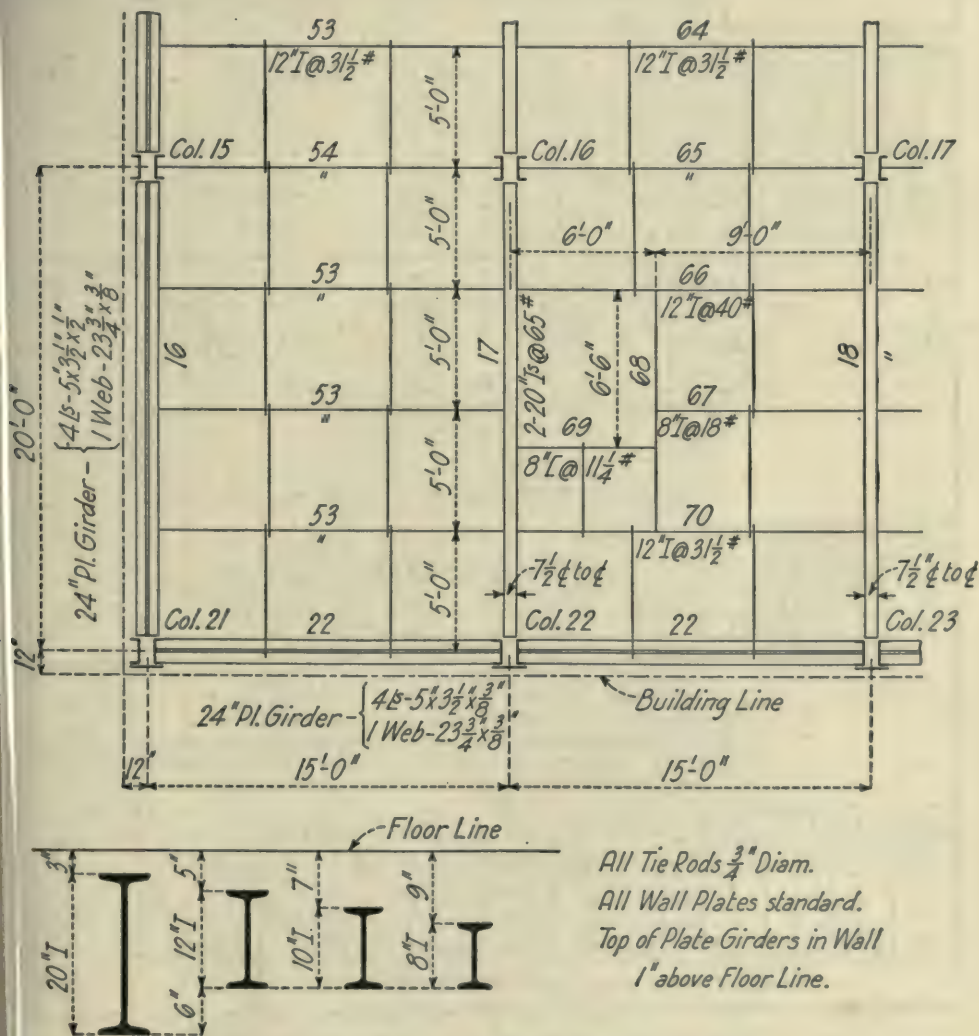 53
64
12"I@31½#
12"I@31½#
5'-0"
Col.15
54
Col.16
65
Col.17
"
"
5'-0"
6'-0"
9'-0"
53
66
"
12"I@40#
20'-0"
24"Pl.Girder-{4Ls-5"x3½"x½"
1Web-23¾"x⅜"
16
5'-0"
17
2-20"Is@65#
6'-6"
68
18
"
53
69
67
"
8"[@11¼#
8"I@18#
5'-0"
53
70
"
12"I@31½#
5'-0"
7½"℄to℄
7½"℄to℄
Col.21
22
Col.22
22
Col.23
12"
24"Pl.Girder-{4Ls-5"x3½"x⅜"
1Web-23¾"x⅜"
Building Line
12"
15'-0"
15'-0"
Floor Line
3"
5"
7"
9"
20"I
12"I
10"I
8"I
6"
All Tie Rods ¾" Diam.
All Wall Plates standard.
Top of Plate Girders in Wall
1" above Floor Line.